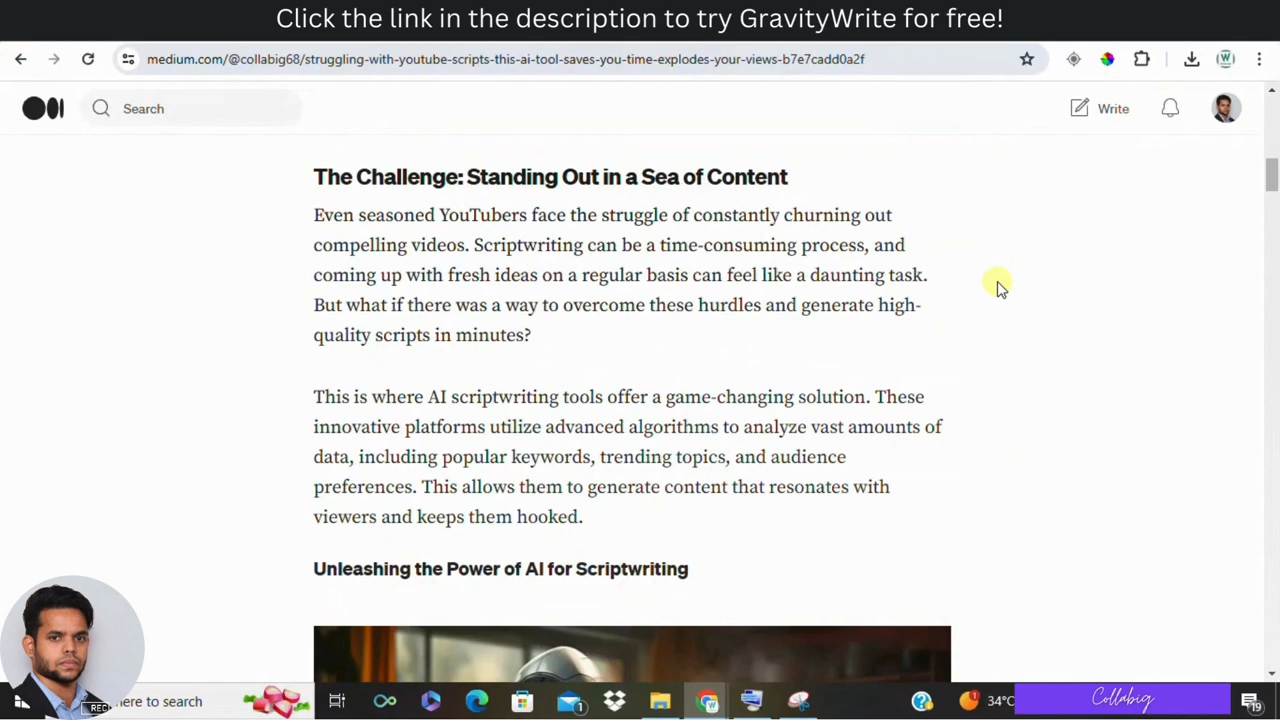 Click the link in the description to try GravityWrite for free!
medium.com/@collabig68/struggling-with-youtube-scripts-this-ai-tool-saves-you-time-explodes-your-views-b7e7cadd0a2f
Search
Write
The Challenge: Standing Out in a Sea of Content
Even seasoned YouTubers face the struggle of constantly churning out
compelling videos. Scriptwriting can be a time-consuming process, and
coming up with fresh ideas on a regular basis can feel like a daunting task.
But what if there was a way to overcome these hurdles and generate high-
quality scripts in minutes?
This is where AI scriptwriting tools offer a game-changing solution. These
innovative platforms utilize advanced algorithms to analyze vast amounts of
data, including popular keywords, trending topics, and audience
preferences. This allows them to generate content that resonates with
viewers and keeps them hooked.
Unleashing the Power of AI for Scriptwriting
REC
here to search
1
1
34°C
Collabig
19